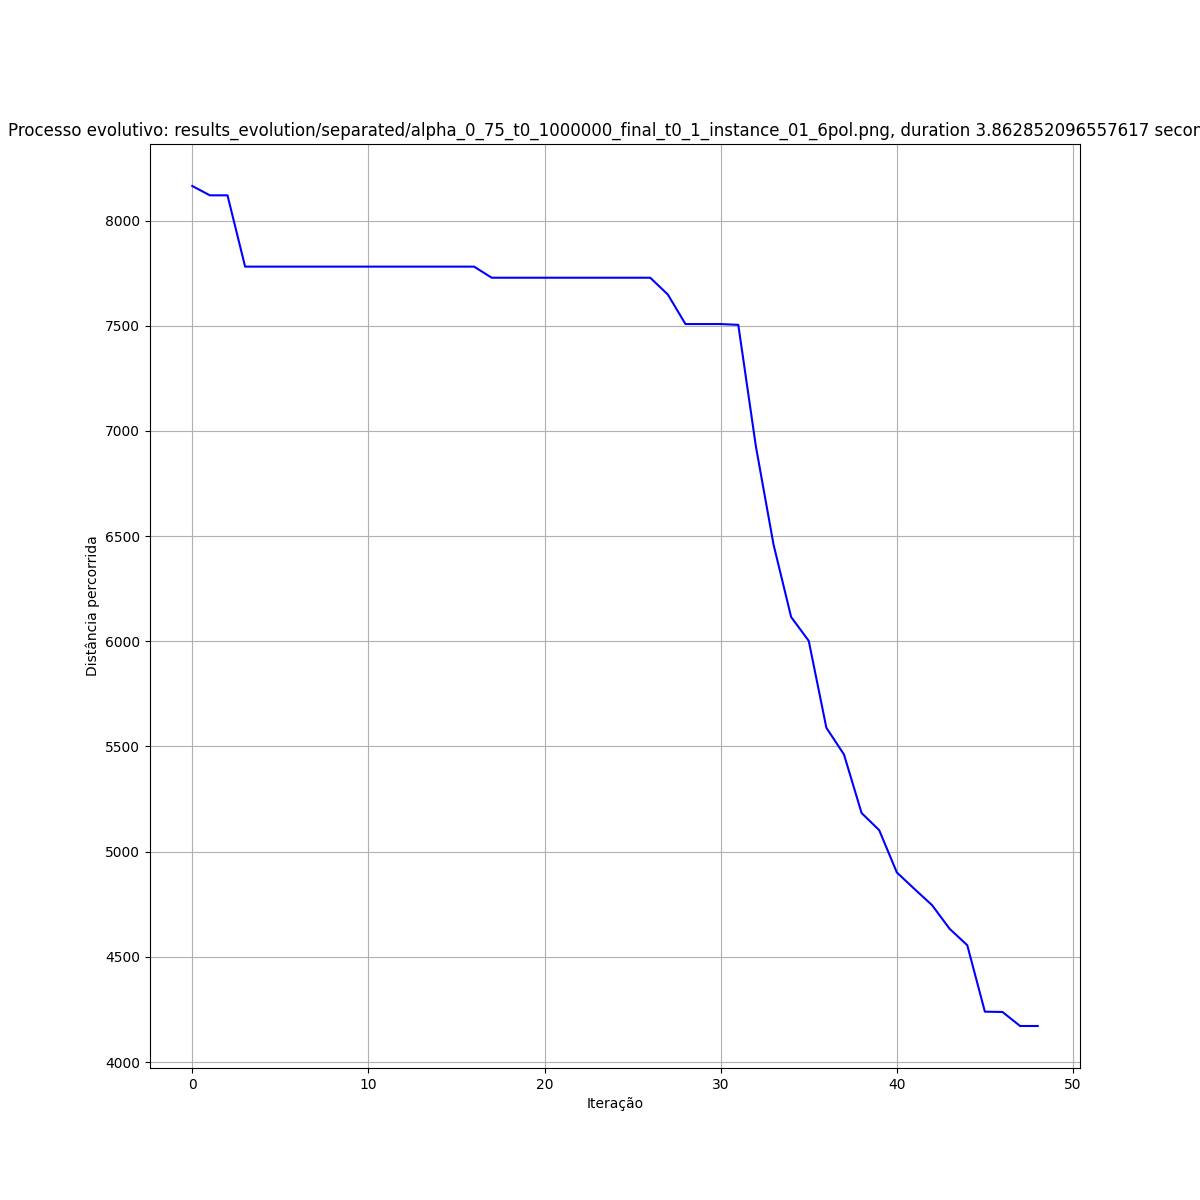 Processo evolutivo: results_evolution/separated/alpha_0_75_t0_1000000_final_t0_1_instance_01_6pol.png, duration 3.862852096557617
8000
7500
7000
6500
6000
5500
5000
4500
4000
Distância percorrida
0 10 20 30 40 50
Iteração